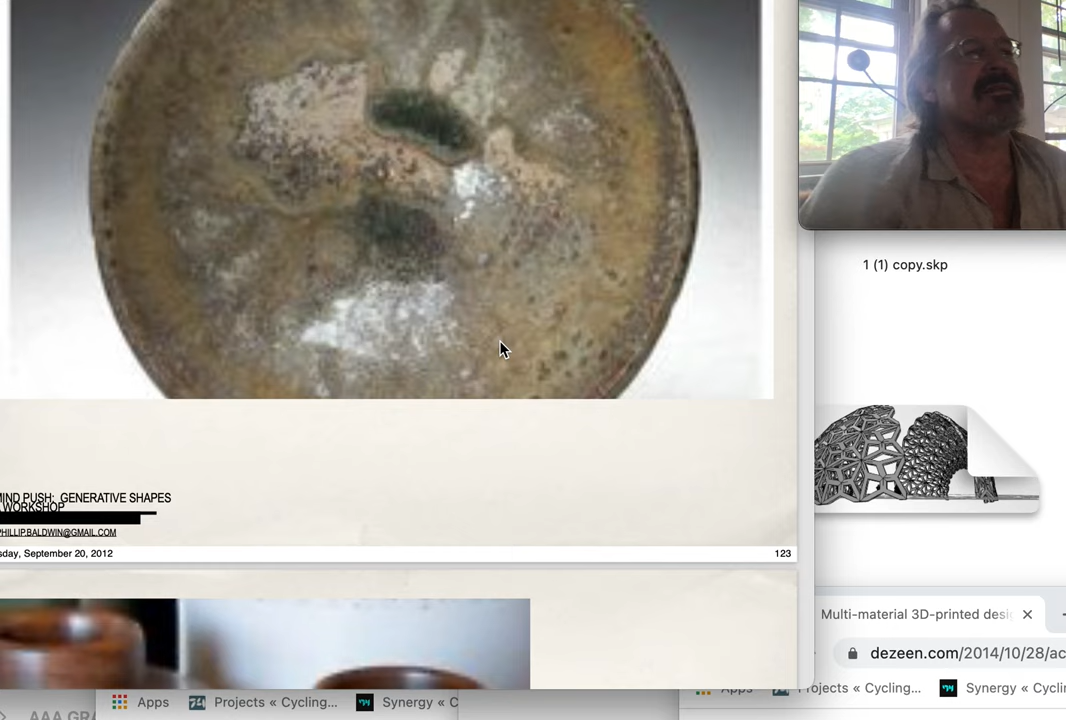 1 (1) copy.skp
MIND PUSH: GENERATIVE SHAPES
WORKSHOP
PHILLIP.BALDWIN@GMAIL.COM
sday, September 20, 2012
123
Multi-material 3D-printed desi
dezeen.com/2014/10/28/ac
Apps
Projects « Cycling...
Synergy « C
Apps
Projects « Cycling...
Synergy « Cycli
AAA GRA